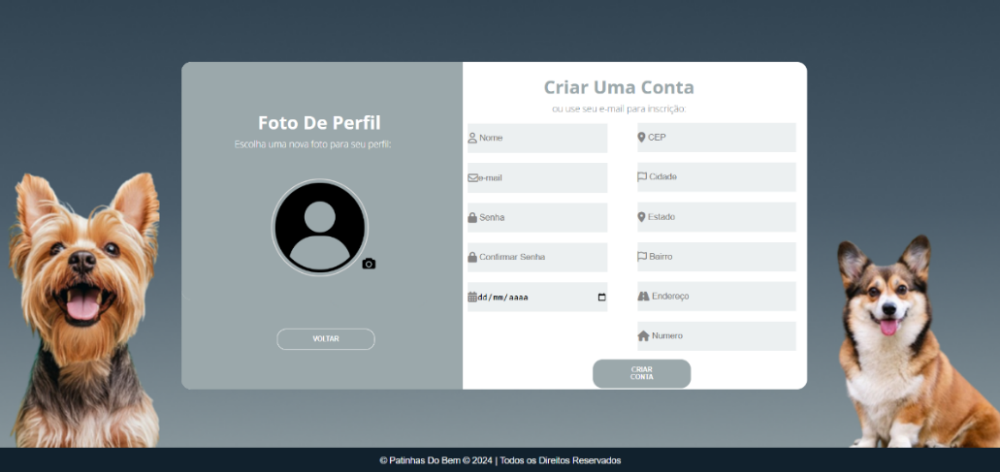 Foto De Perfil
Escolha uma nova foto para seu perfil:
VOLTAR
Criar Uma Conta
ou use seu e-mail para inscrição:
Nome
e-mail
Senha
Confirmar Senha
dd/mm/aaaa
CEP
Cidade
Estado
Bairro
Endereço
Numero
CRIAR
CONTA
© Patinhas Do Bem © 2024 | Todos os Direitos Reservados